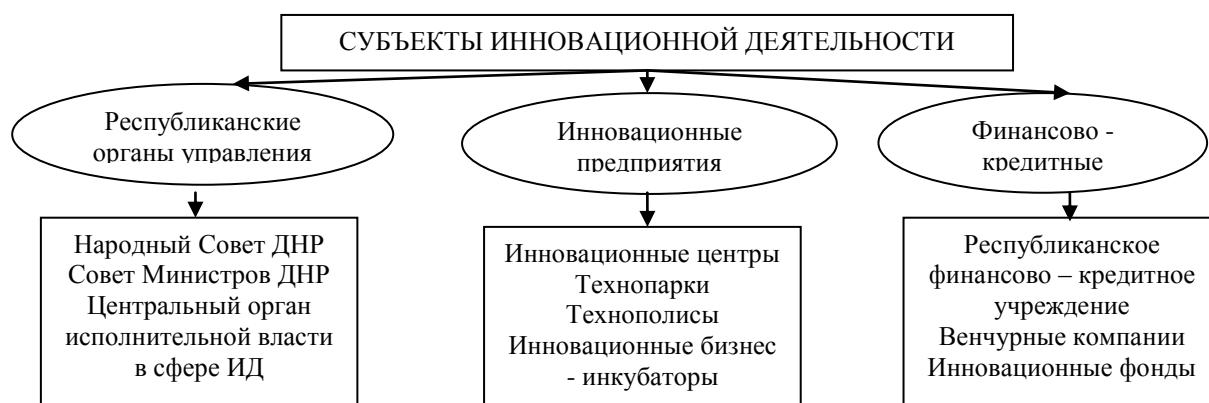 СУБЪЕКТЫ ИННОВАЦИОННОЙ ДЕЯТЕЛЬНОСТИ
Республиканские
органы управления
Инновационные
предприятия
Финансово -
кредитные
Народный Совет ДНР
Совет Министров ДНР
Центральный орган
исполнительной власти
в сфере ИД
Инновационные центры
Технопарки
Технополисы
Инновационные бизнес
- инкубаторы
Республиканское
финансово – кредитное
учреждение
Венчурные компании
Инновационные фонды